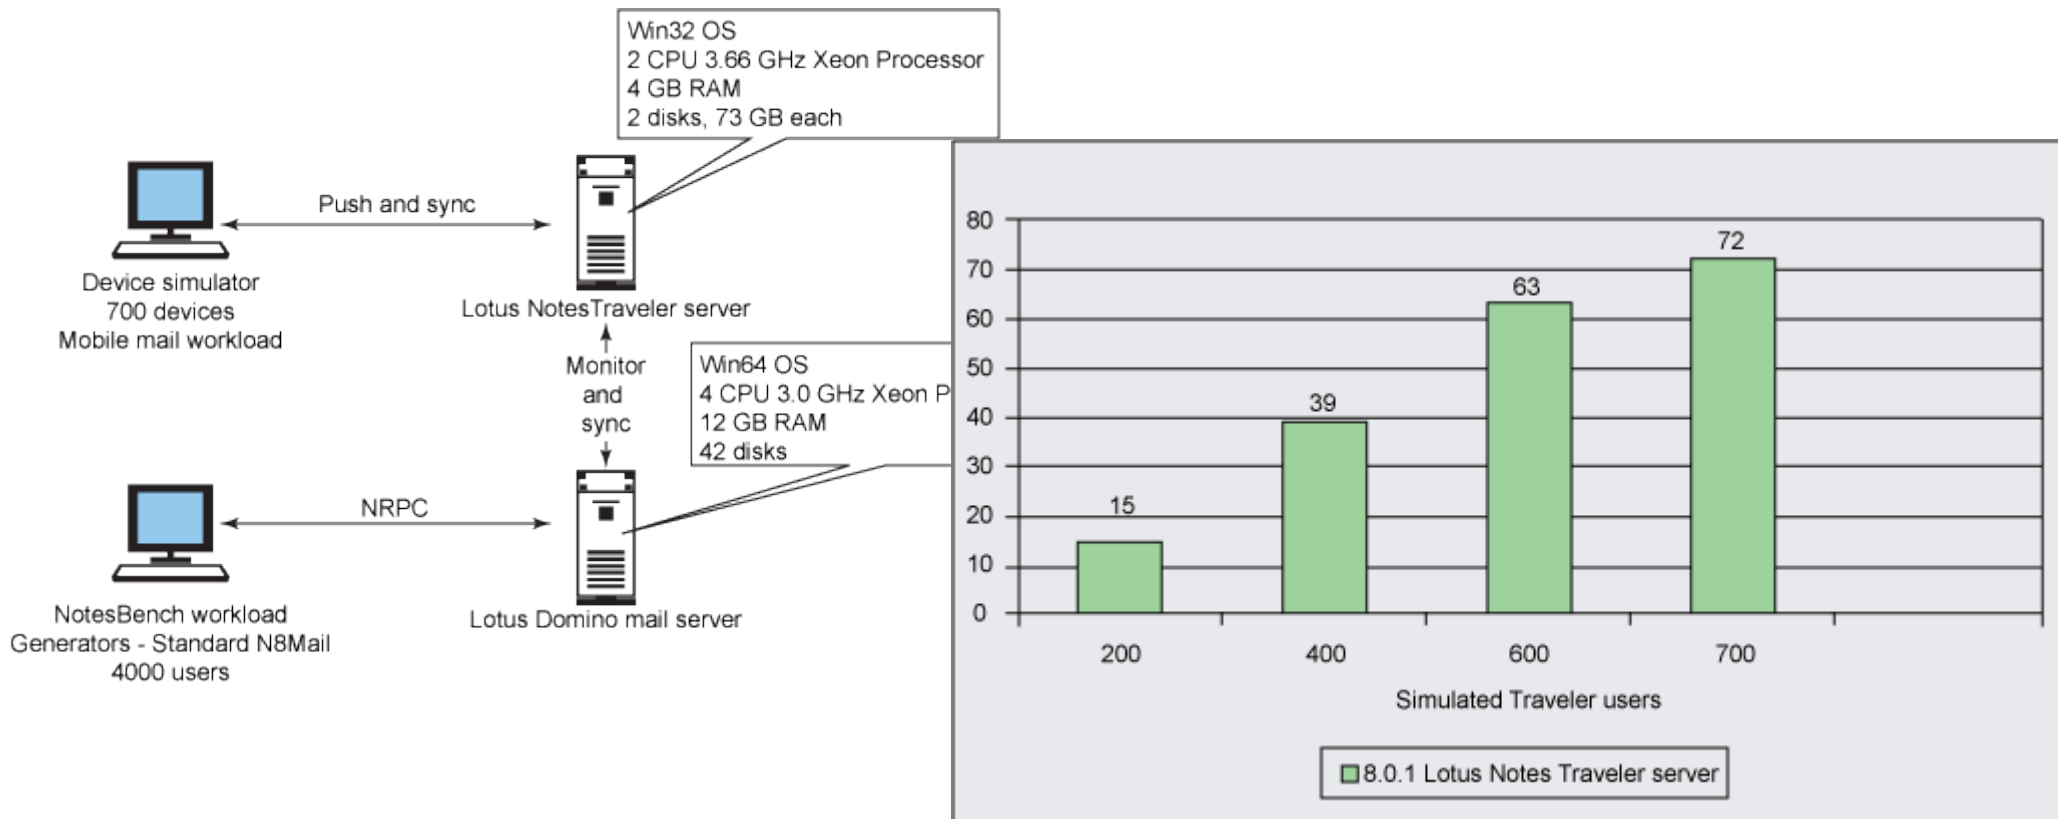 Win32 OS
2 CPU 3.66 GHz Xeon Processor
4 GB RAM
2 disks, 73 GB each
Push and sync
Device simulator
700 devices
Mobile mail workload
Lotus NotesTraveler server
Monitor
and
sync
Win64 OS
4 CPU 3.0 GHz Xeon P
12 GB RAM
42 disks
NRPC
NotesBench workload
Generators - Standard N8Mail
4000 users
Lotus Domino mail server
80
70
60
50
40
30
20
10
0
15
39
63
72
200
400
600
700
Simulated Traveler users
8.0.1 Lotus Notes Traveler server